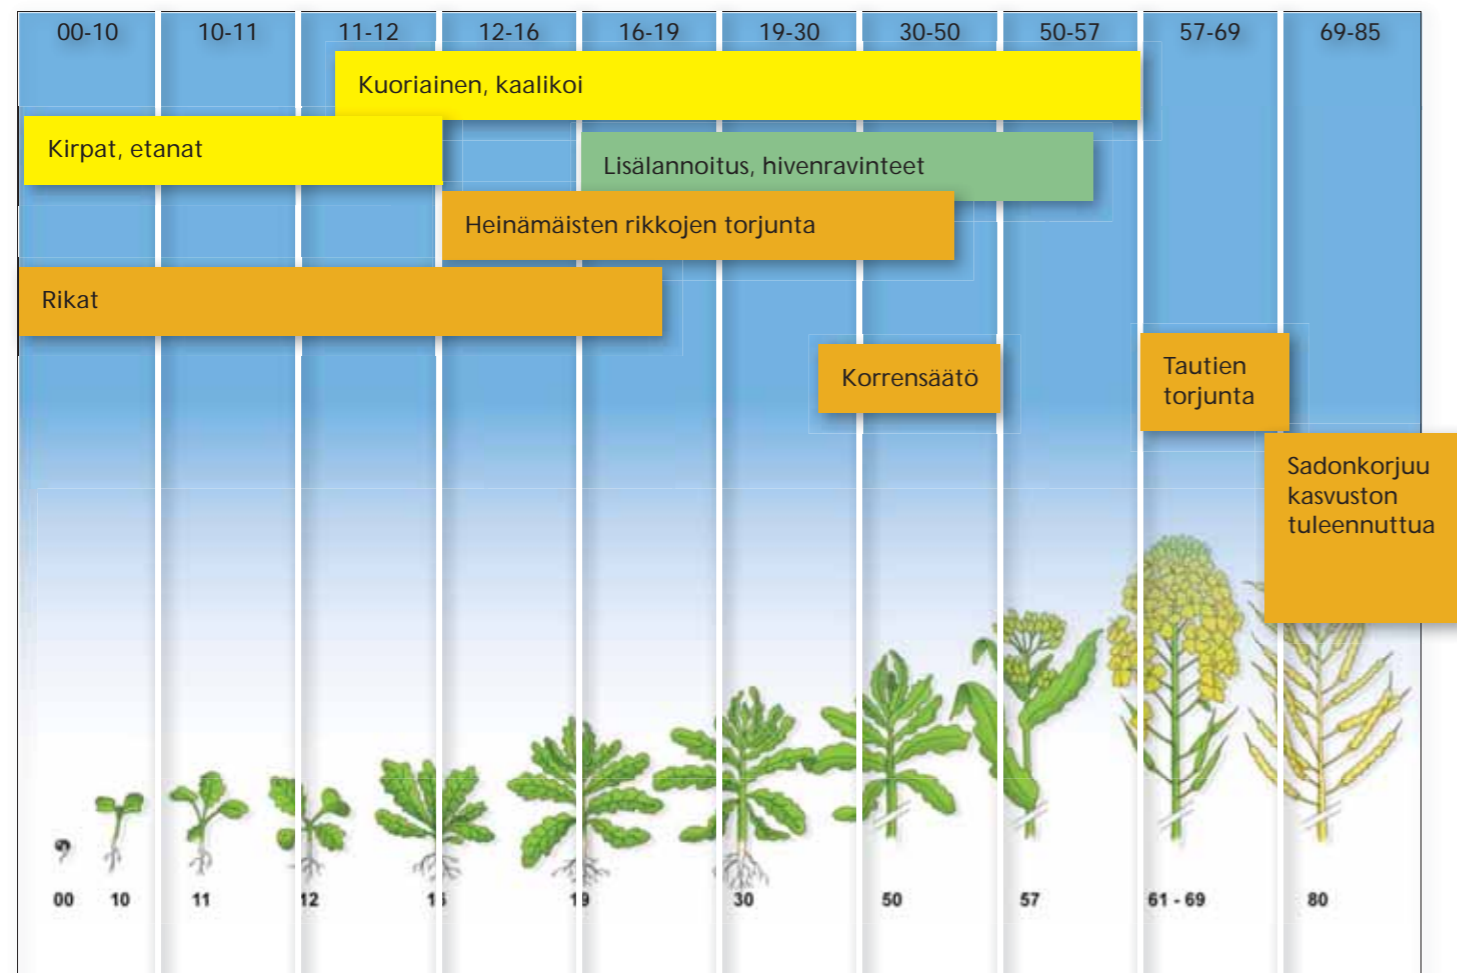 00-10 10-11 11-12 12-16 16-19 19-30 30-50 50-57 57-69 69-85
Kuoriainen, kaalikoi
Kirpat, etanat
Lisälannoitus, hivenravinteet
Heinämäisten rikkojen torjunta
Rikat
Korrensäätö
Tautien
torjunta
Sadonkorjuu
kasvuston
tuleennuttua
00 10 11 12 19 30 50 57 61 - 69 80